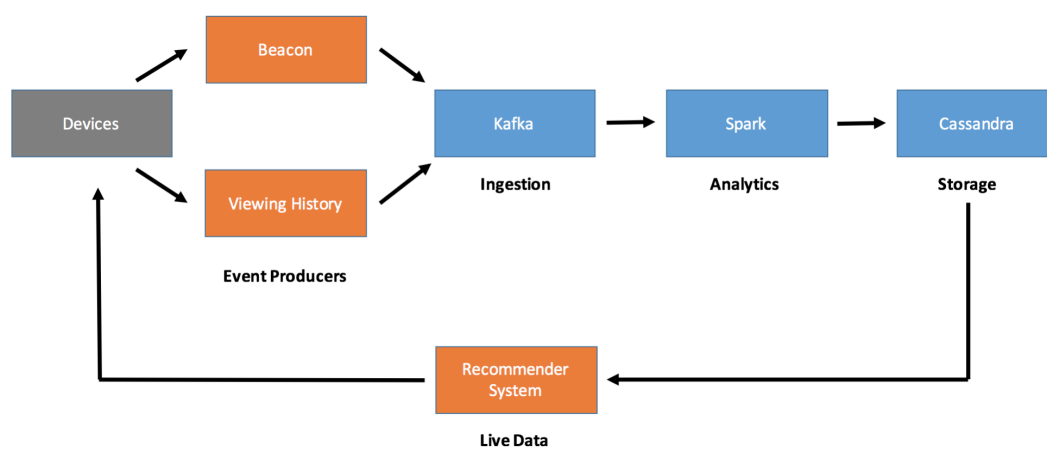 Beacon
Devices
Kafka
Spark
Cassandra
Ingestion
Analytics
Storage
Viewing History
Event Producers
Recommender
System
Live Data